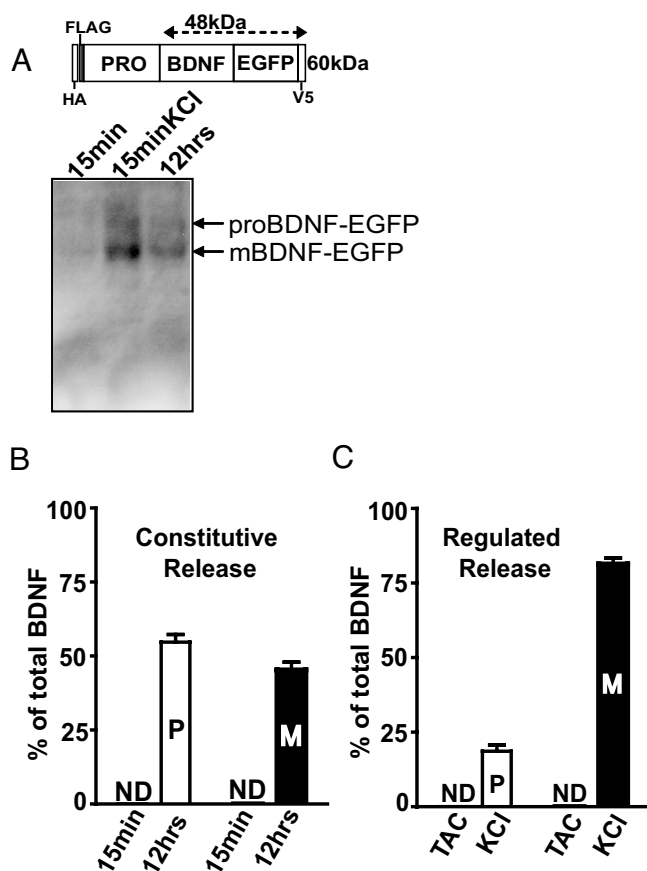 A
FLAG
48kDa
PRO
BDNF
EGFP
60kDa
HA
V5
15min
15minKCl
12hrs
proBDNF-EGFP
mBDNF-EGFP
B
% of total BDNF
100
75
50
25
0
Constitutive
Release
ND
P
ND
M
15min
12hrs
15min
12hrs
C
% of total BDNF
100
75
50
25
0
Regulated
Release
ND
P
ND
M
TAC
KCl
TAC
KCl